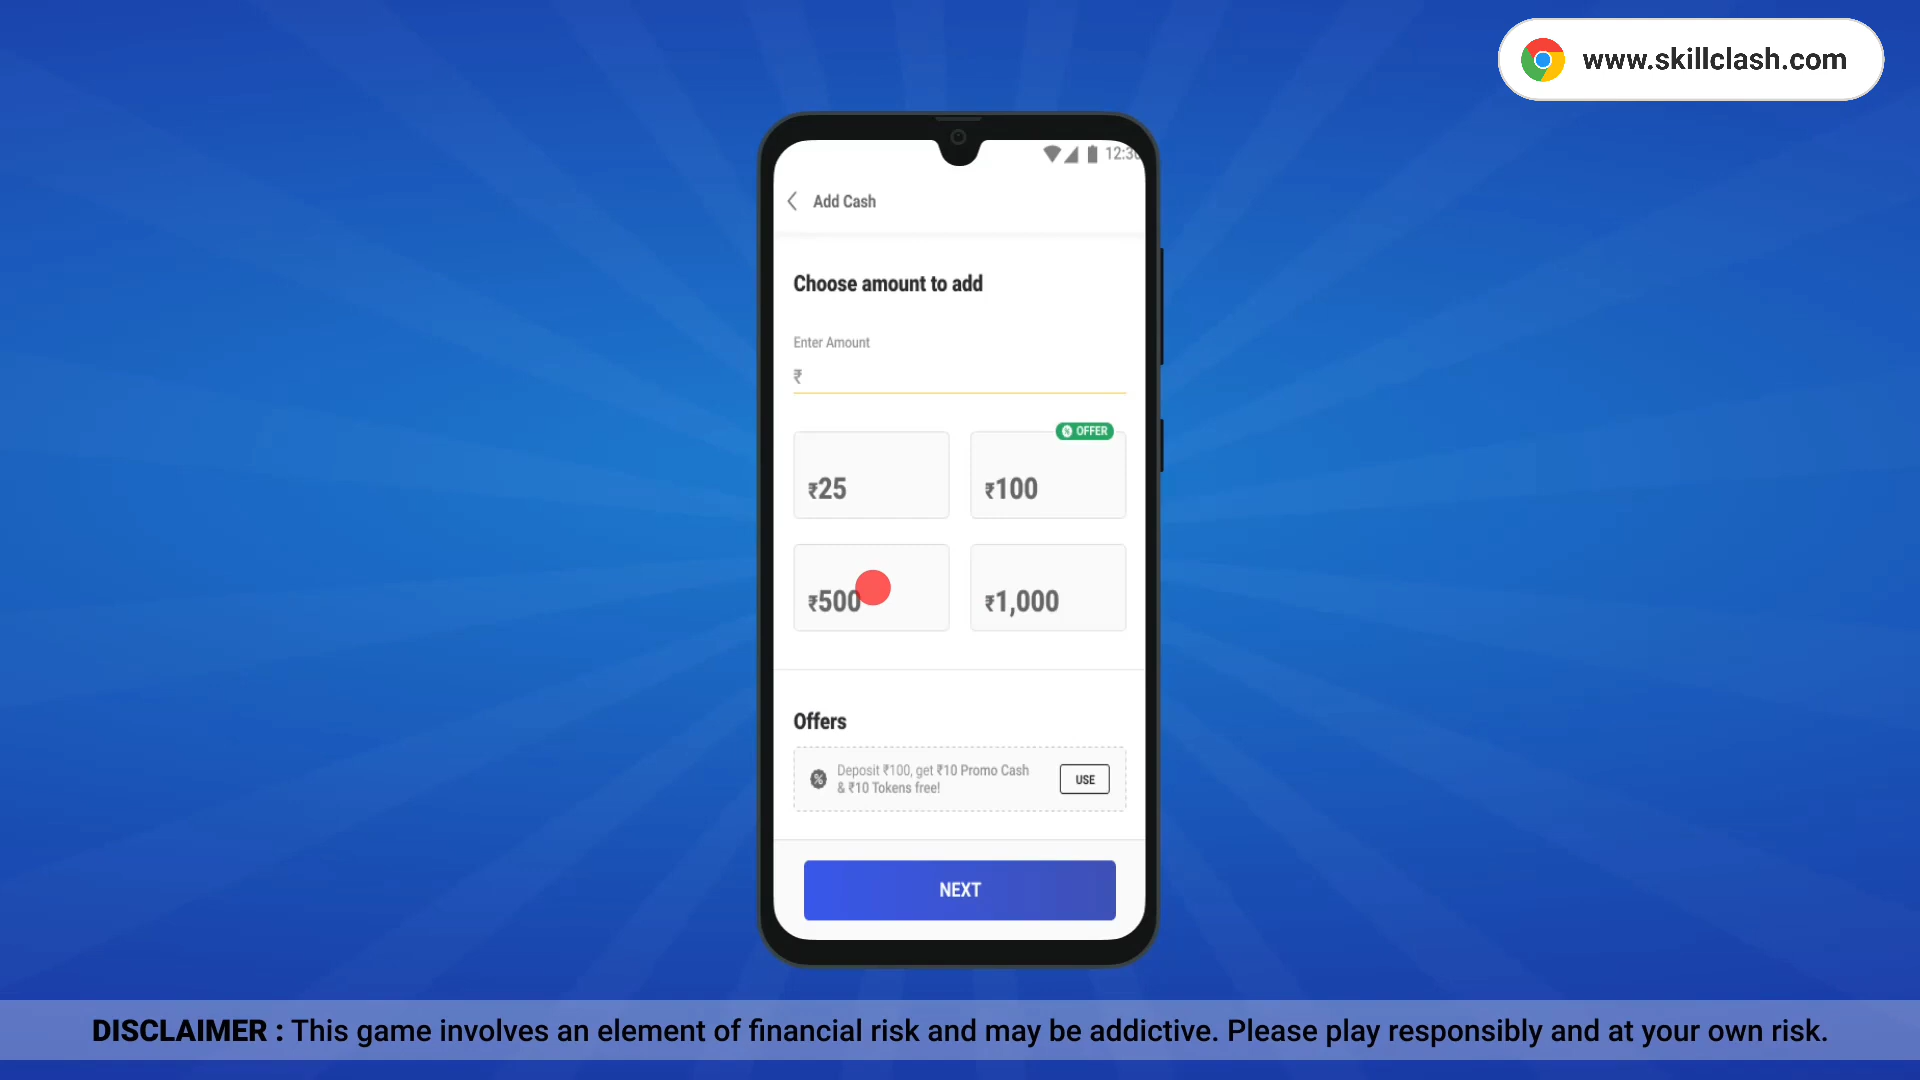 www.skillclash.com
Add Cash
Choose amount to add
Enter Amount
₹
OFFER
₹25
₹100
₹500
₹1,000
Offers
Deposit ₹100, get ₹10 Promo Cash
& ₹10 Tokens free!
USE
NEXT
DISCLAIMER : This game involves an element of financial risk and may be addictive. Please play responsibly and at your own risk.